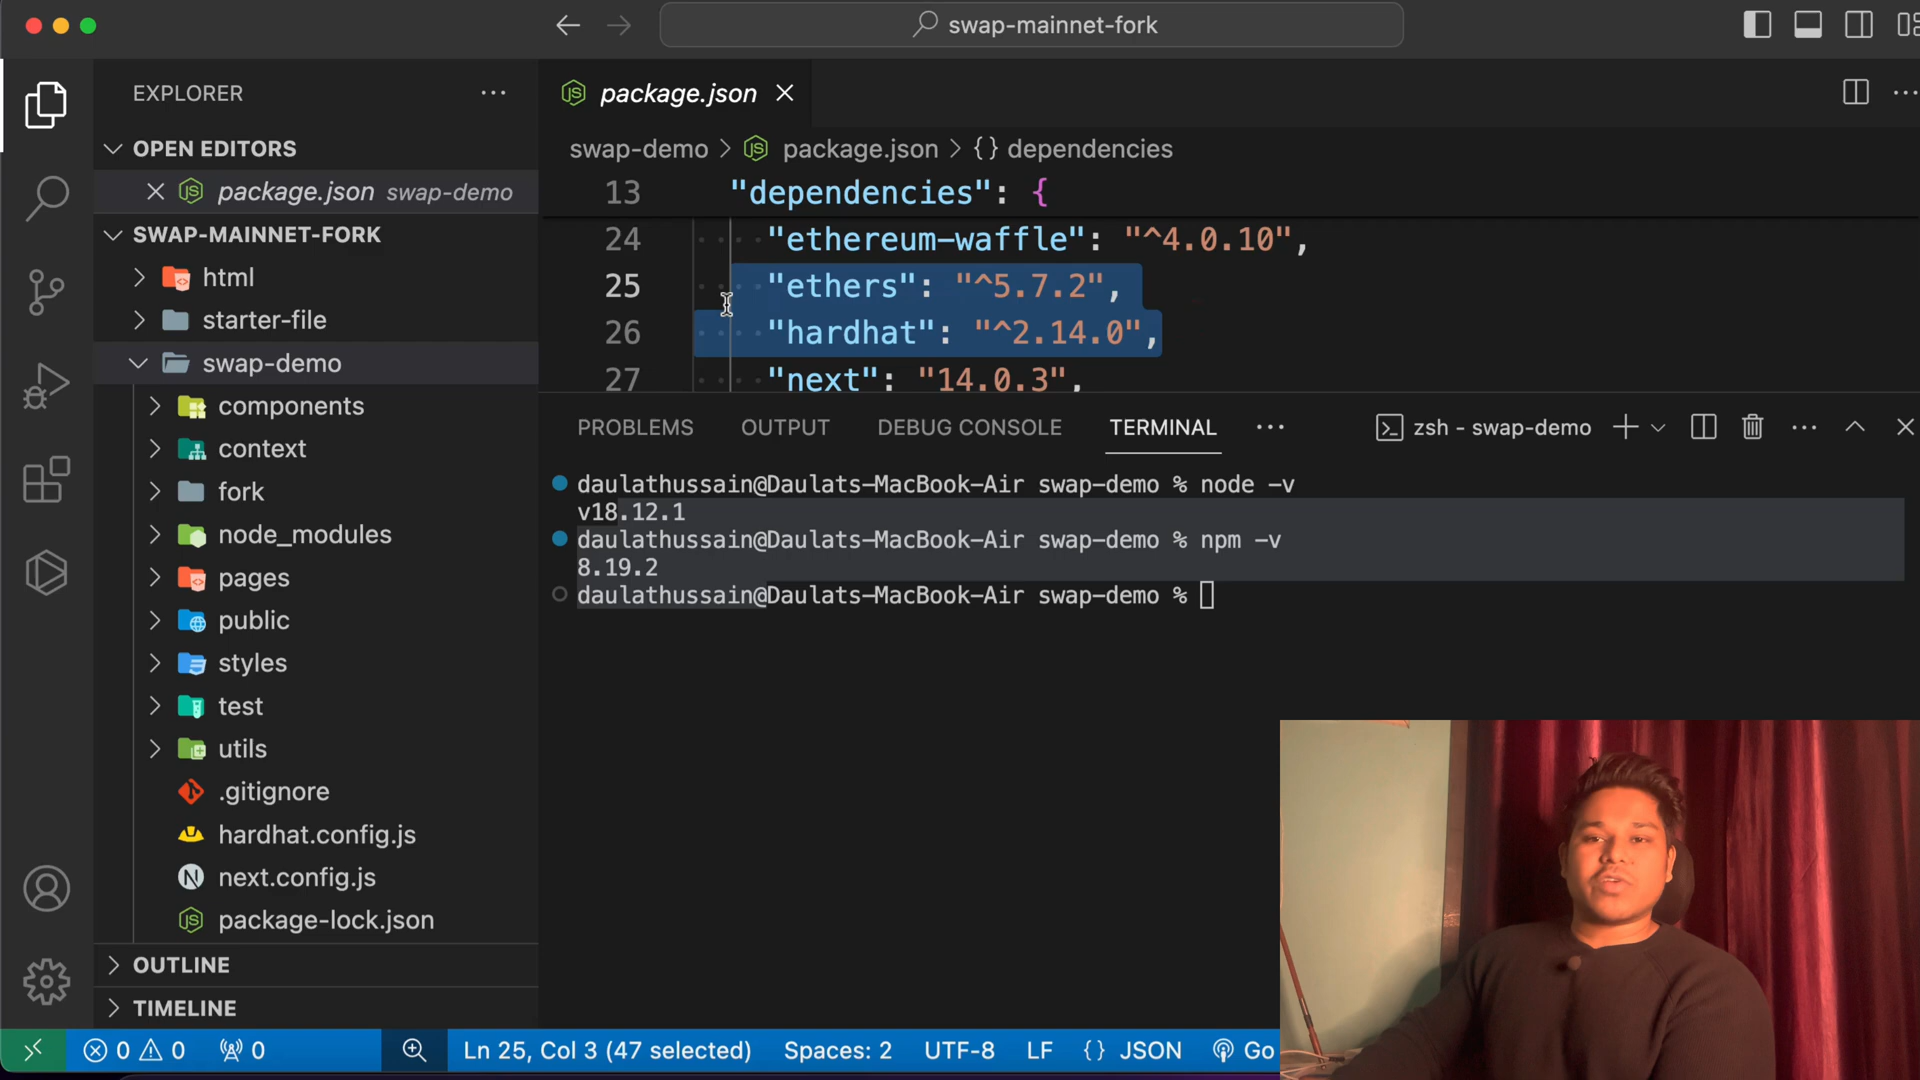 swap-mainnet-fork
EXPLORER
OPEN EDITORS
package.json swap-demo
SWAP-MAINNET-FORK
html
starter-file
swap-demo
components
context
fork
node_modules
pages
public
styles
test
utils
.gitignore
hardhat.config.js
next.config.js
package-lock.json
OUTLINE
TIMELINE
package.json
swap-demo > package.json > {} dependencies
13 "dependencies": {
24 "ethereum-waffle": "^4.0.10",
25 "ethers": "^5.7.2",
26 "hardhat": "^2.14.0",
27 "next": "14.0.3",
PROBLEMS OUTPUT DEBUG CONSOLE TERMINAL
zsh - swap-demo
daulathussain@Daulats-MacBook-Air swap-demo % node -v
v18.12.1
daulathussain@Daulats-MacBook-Air swap-demo % npm -v
8.19.2
daulathussain@Daulats-MacBook-Air swap-demo %
0 0 0 Ln 25, Col 3 (47 selected) Spaces: 2 UTF-8 LF {} JSON Go